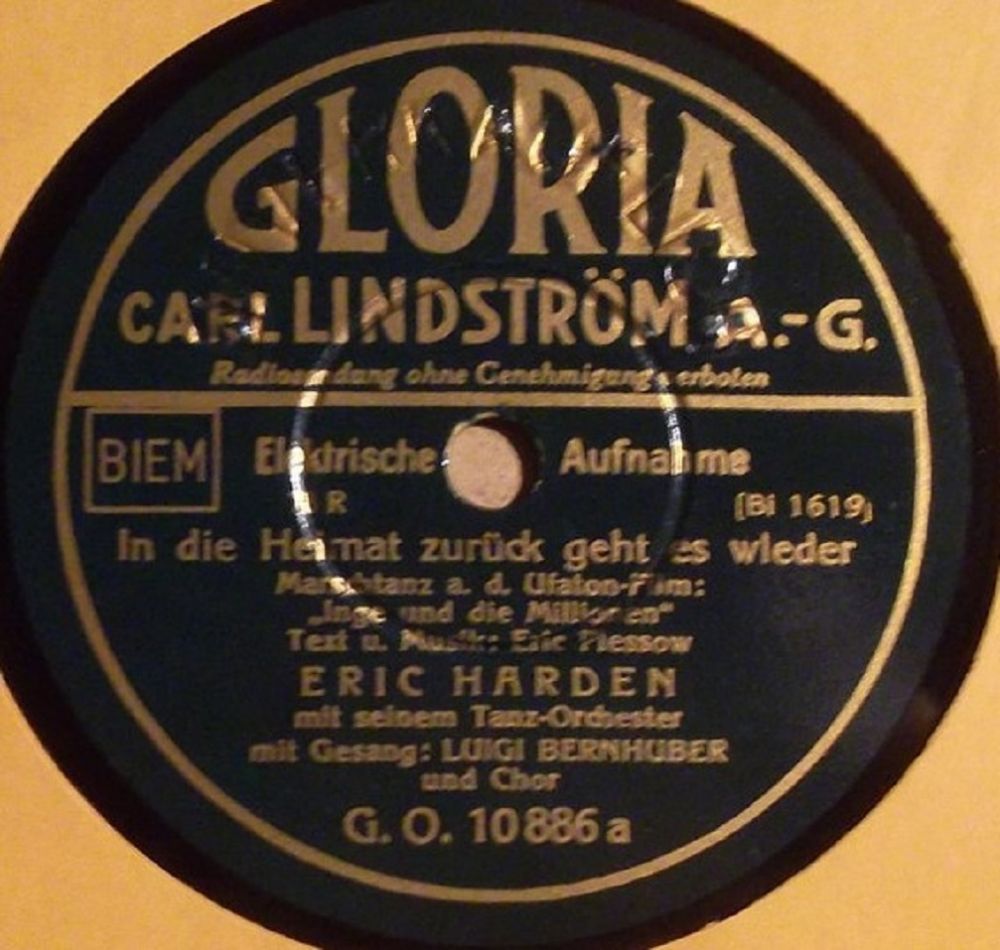 GLORIA
CARL LINDSTRÖM A.-G.
Radiosendung ohne Genehmigung verboten
BIEM Elektrische Aufnahme
R [Bi 1619]
In die Heimat zurück geht es wieder
Marschtanz a. d. Ufaton-Film:
„Inge und die Millionen“
Text u. Musik: Eric Plessow
ERIC HARDEN
mit seinem Tanz-Orchester
mit Gesang: LUIGI BERNHUBER
und Chor
G. O. 10886 a